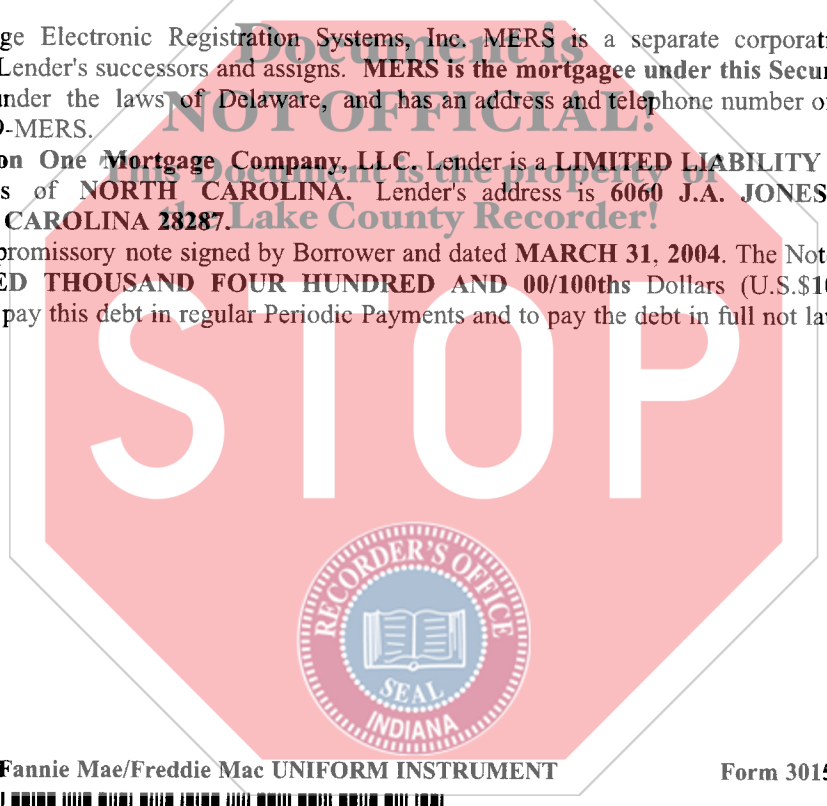 ge Electronic Registration Systems, Inc. MERS is a separate corporati
Document is
Lender's successors and assigns. MERS is the mortgagee under this Secur
nder the laws of Delaware, and has an address and telephone number of
NOT OFFICIAL!
9-MERS.
on One Mortgage Company, LLC. Lender is a LIMITED LIABILITY
This Document is the property of
s of NORTH CAROLINA. Lender's address is 6060 J.A. JONES
the Lake County Recorder!
CAROLINA 28287.
promissory note signed by Borrower and dated MARCH 31, 2004. The Not
ED THOUSAND FOUR HUNDRED AND 00/100ths Dollars (U.S.$10
pay this debt in regular Periodic Payments and to pay the debt in full not la
STOP
RECORDER'S OFFICE
SEAL
INDIANA
Fannie Mae/Freddie Mac UNIFORM INSTRUMENT Form 3015